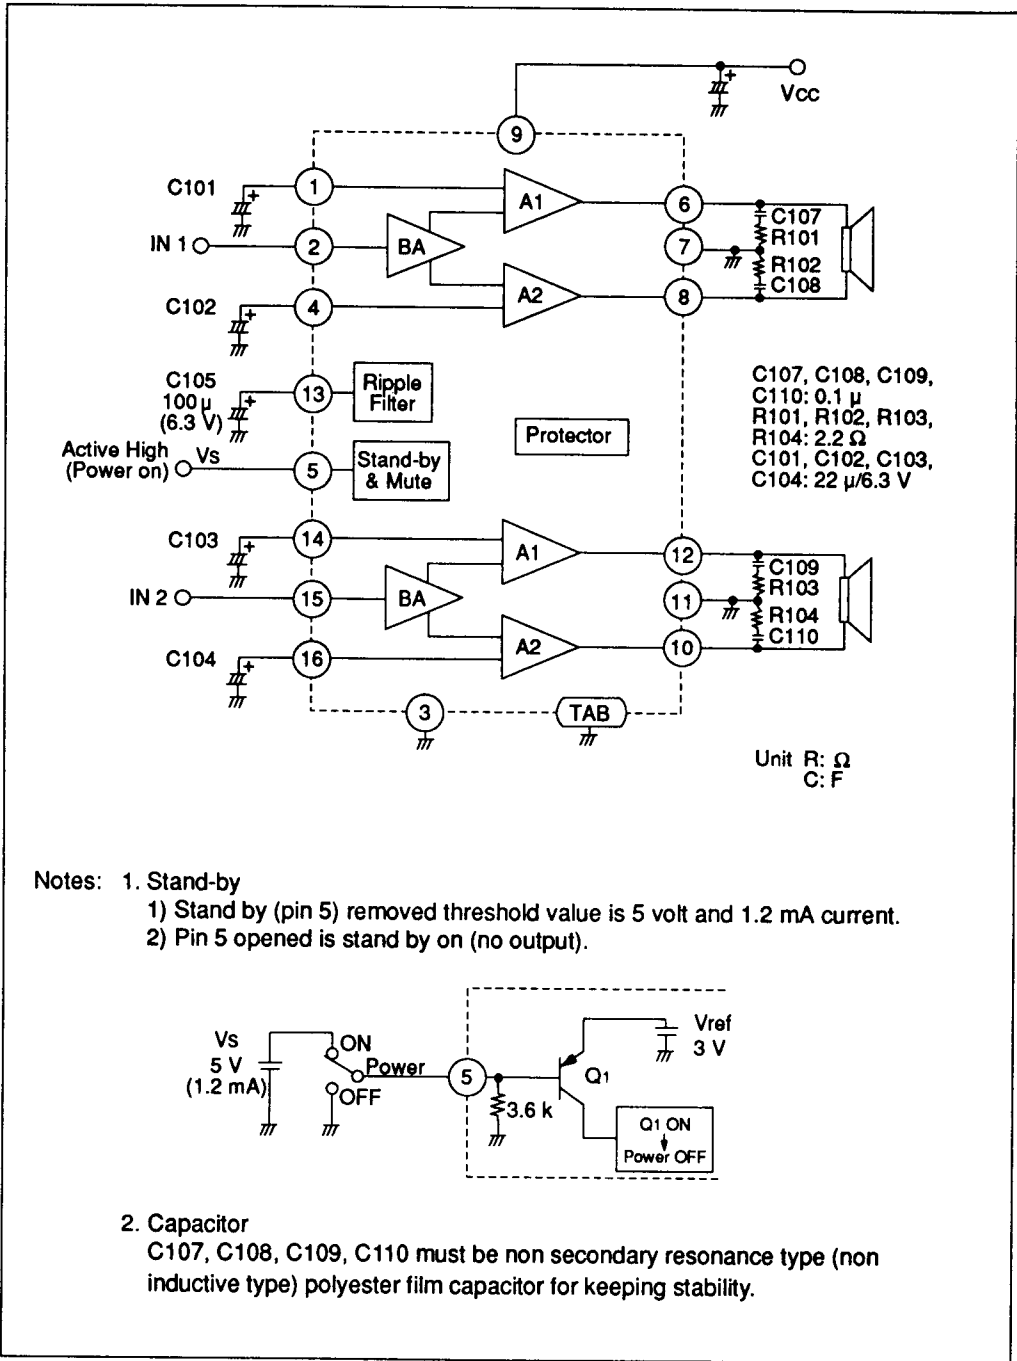 Vcc
9
C101
1
A1
6
C107
R101
IN 1
2
BA
7
R102
C108
C102
4
A2
8
C105
100 µ
(6.3 V)
13
Ripple
Filter
C107, C108, C109,
C110: 0.1 µ
R101, R102, R103,
R104: 2.2 Ω
C101, C102, C103,
C104: 22 µ/6.3 V
Protector
Active High
(Power on)
Vs
5
Stand-by
& Mute
C103
14
A1
12
C109
R103
IN 2
15
BA
11
R104
C110
C104
16
A2
10
3
TAB
Unit R: Ω
C: F
Notes: 1. Stand-by
1) Stand by (pin 5) removed threshold value is 5 volt and 1.2 mA current.
2) Pin 5 opened is stand by on (no output).
Vs
5 V
(1.2 mA)
ON
Power
OFF
5
3.6 k
Q1
Vref
3 V
Q1 ON
Power OFF
2. Capacitor
C107, C108, C109, C110 must be non secondary resonance type (non
inductive type) polyester film capacitor for keeping stability.